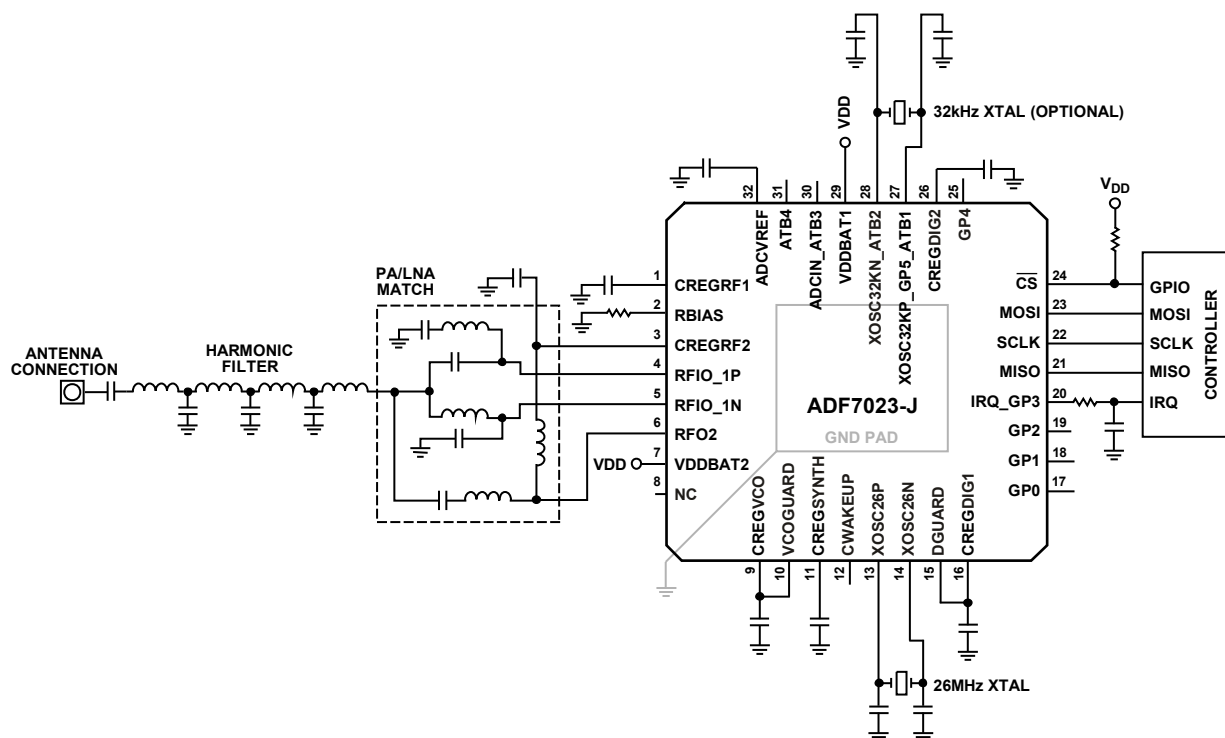 32kHz XTAL (OPTIONAL)
VDD
32
31
30
29
28
27
26
25
ADCVREF
ATB4
ADCIN_ATB3
VDDBAT1
XOSC32KN_ATB2
XOSC32KP_GP5_ATB1
CREGDIG2
GP4
VDD
PA/LNA
MATCH
ANTENNA
CONNECTION
HARMONIC
FILTER
1 CREGRF1
2 RBIAS
3 CREGRF2
4 RFIO_1P
5 RFIO_1N
6 RFO2
VDD 7 VDDBAT2
8 NC
ADF7023-J
GND PAD
CS 24 GPIO
MOSI 23 MOSI
SCLK 22 SCLK
MISO 21 MISO
IRQ_GP3 20 IRQ
GP2 19
GP1 18
GP0 17
CONTROLLER
CREGVCO
VCOGUARD
CREGSYNTH
CWAKEUP
XOSC26P
XOSC26N
DGUARD
CREGDIG1
9
10
11
12
13
14
15
16
26MHz XTAL